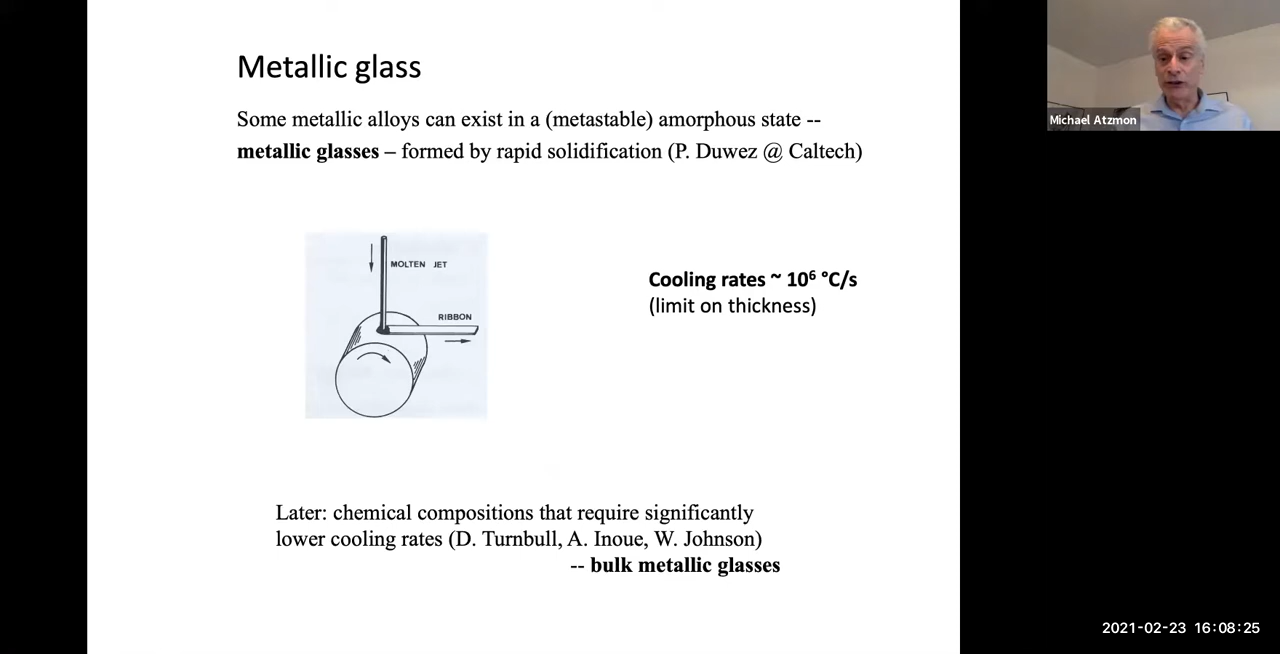 Metallic glass
Some metallic alloys can exist in a (metastable) amorphous state --
metallic glasses – formed by rapid solidification (P. Duwez @ Caltech)
MOLTEN JET
RIBBON
Cooling rates ~ 10⁶ °C/s
(limit on thickness)
Later: chemical compositions that require significantly
lower cooling rates (D. Turnbull, A. Inoue, W. Johnson)
-- bulk metallic glasses
Michael Atzmon
2021-02-23 16:08:25